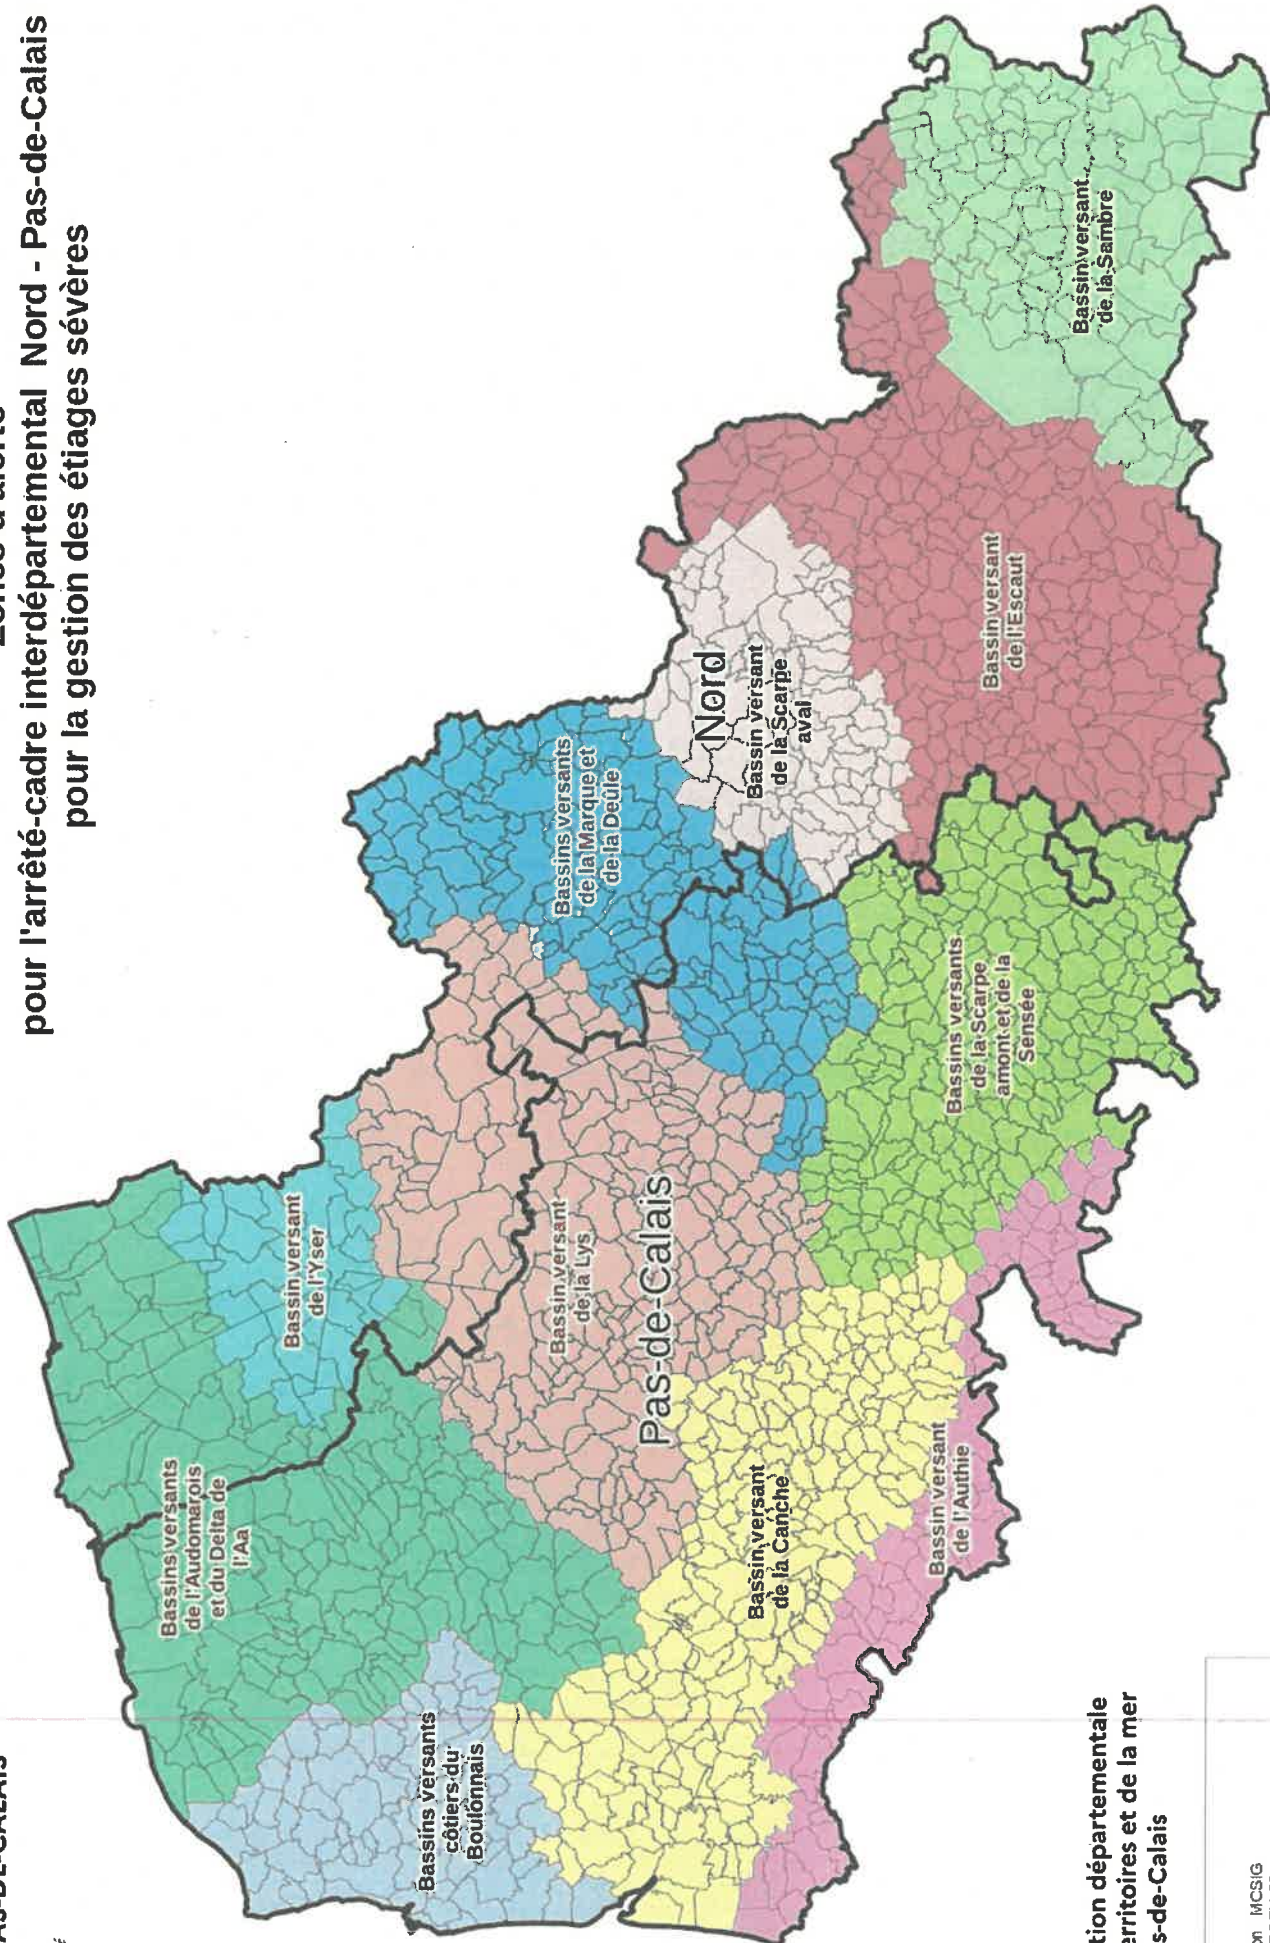 pour l'arrêté-cadre interdépartemental Nord - Pas-de-Calais
pour la gestion des étiages sévères
Bassins versants
de l'Audomarois
et du Delta de
l'Aa
Bassin versant
de l'Yser
Bassins versants
côtiers du
Boulonnais
Bassin versant
de la Lys
Pas-de-Calais
Bassins versants
de la Marque et
de la Deûle
Nord
Bassin versant
de la Scarpe
aval
Bassin versant
de la Canche
Bassin versant
de l'Authie
Bassins versants
de la Scarpe
amont et de la
Sensée
Bassin versant
de l'Escaut
Bassin versant
de la Sambre
tion départementale
erritoires et de la mer
s-de-Calais
MCSIG